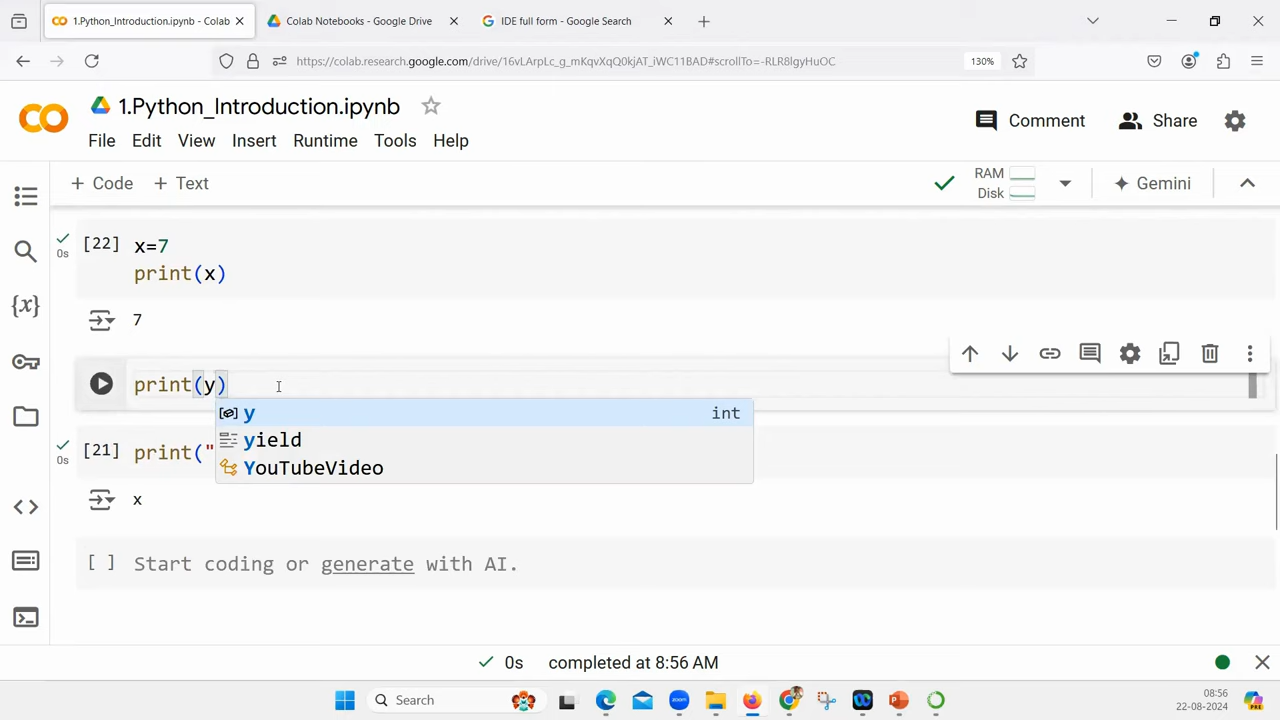 1.Python_Introduction.ipynb - Colab
Colab Notebooks - Google Drive
IDE full form - Google Search
https://colab.research.google.com/drive/16vLArpLc_g_mKqvXqQ0kjAT_iWC11BAD#scrollTo=-RLR8lgyHuOC
130%
1.Python_Introduction.ipynb
Comment
Share
File Edit View Insert Runtime Tools Help
+ Code + Text
RAM
Disk
Gemini
[22] x=7
0s
print(x)
7
print(y)
y int
yield
YouTubeVideo
[21] print("
0s
x
[ ] Start coding or generate with AI.
0s completed at 8:56 AM
Search
08:56
22-08-2024